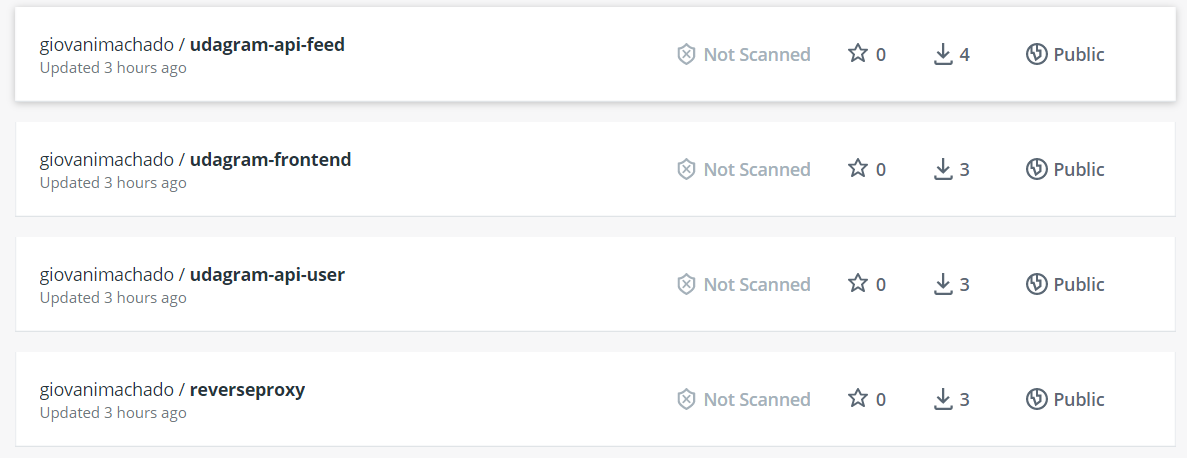 giovanimachado / udagram-api-feed
Updated 3 hours ago
Not Scanned 0 4 Public
giovanimachado / udagram-frontend
Updated 3 hours ago
Not Scanned 0 3 Public
giovanimachado / udagram-api-user
Updated 3 hours ago
Not Scanned 0 3 Public
giovanimachado / reverseproxy
Updated 3 hours ago
Not Scanned 0 3 Public